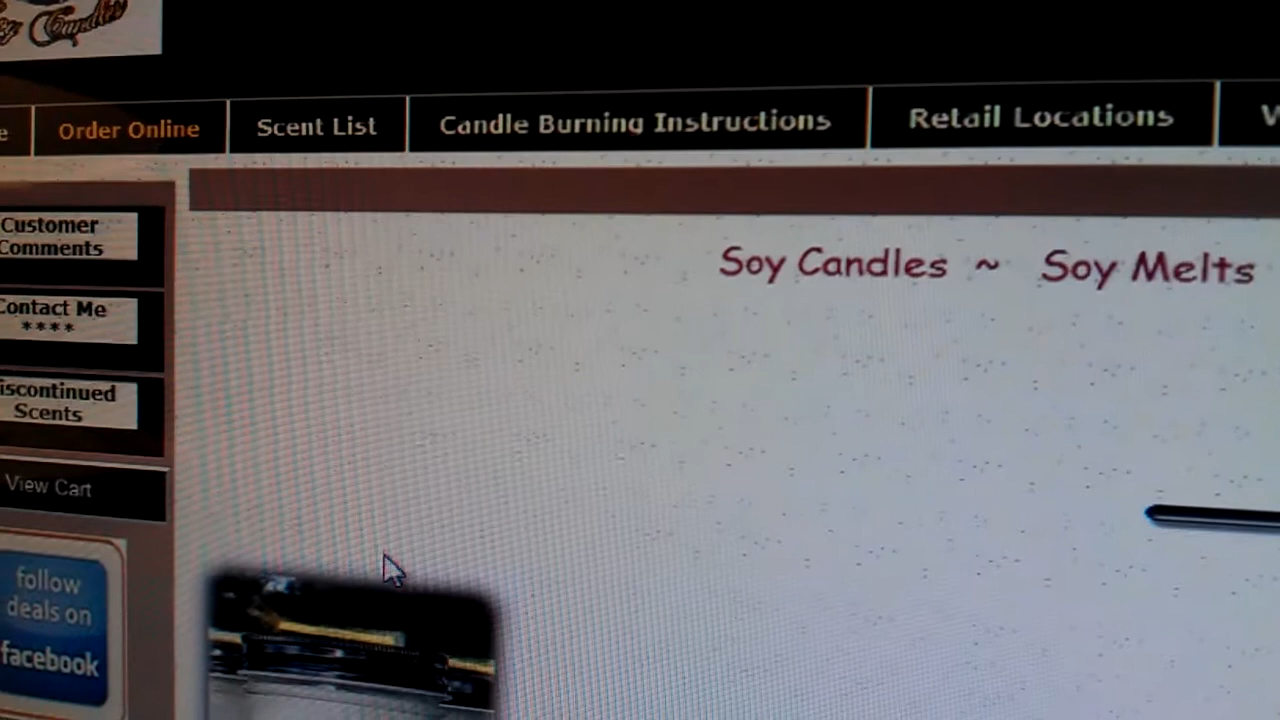 Candles
Order Online
Scent List
Candle Burning Instructions
Retail Locations
Customer
Comments
Contact Me
****
Scents
View Cart
follow
deals on
facebook
Soy Candles ~ Soy Melts